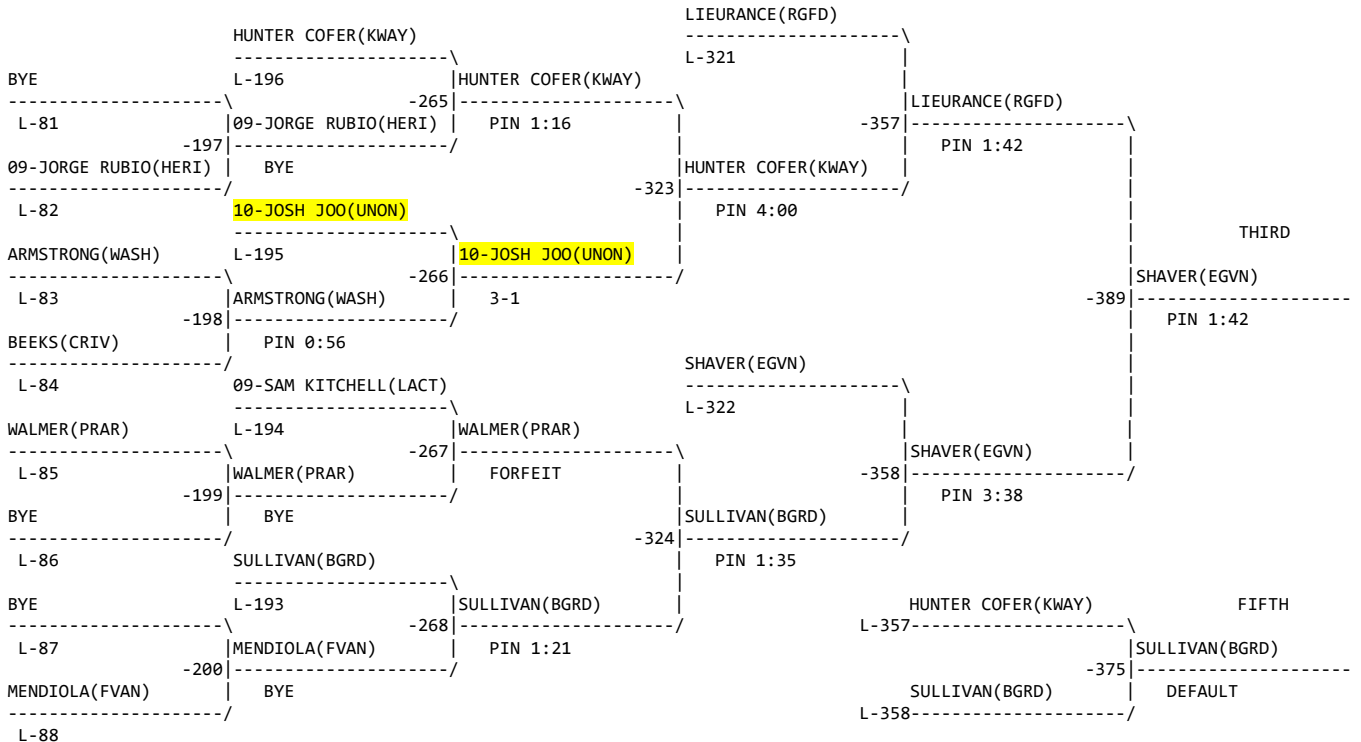 LIEURANCE(RGFD)
HUNTER COFER(KWAY)
L-321
BYE L-196 HUNTER COFER(KWAY)
-265 LIEURANCE(RGFD)
L-81 09-JORGE RUBIO(HERI) PIN 1:16 -357
-197 PIN 1:42
09-JORGE RUBIO(HERI) BYE HUNTER COFER(KWAY)
-323
L-82 10-JOSH JOO(UNON) PIN 4:00
THIRD
ARMSTRONG(WASH) L-195 10-JOSH JOO(UNON)
-266 SHAVER(EGVN)
L-83 ARMSTRONG(WASH) 3-1 -389
-198 PIN 1:42
BEEKS(CRIV) PIN 0:56
SHAVER(EGVN)
L-84 09-SAM KITCHELL(LACT)
L-322
WALMER(PRAR) L-194 WALMER(PRAR)
-267 SHAVER(EGVN)
L-85 WALMER(PRAR) FORFEIT -358
-199 PIN 3:38
BYE BYE SULLIVAN(BGRD)
-324
L-86 SULLIVAN(BGRD) PIN 1:35
BYE L-193 SULLIVAN(BGRD) HUNTER COFER(KWAY) FIFTH
-268 L-357
L-87 MENDIOLA(FVAN) PIN 1:21 SULLIVAN(BGRD)
-200 -375
MENDIOLA(FVAN) BYE SULLIVAN(BGRD) DEFAULT
L-358
L-88